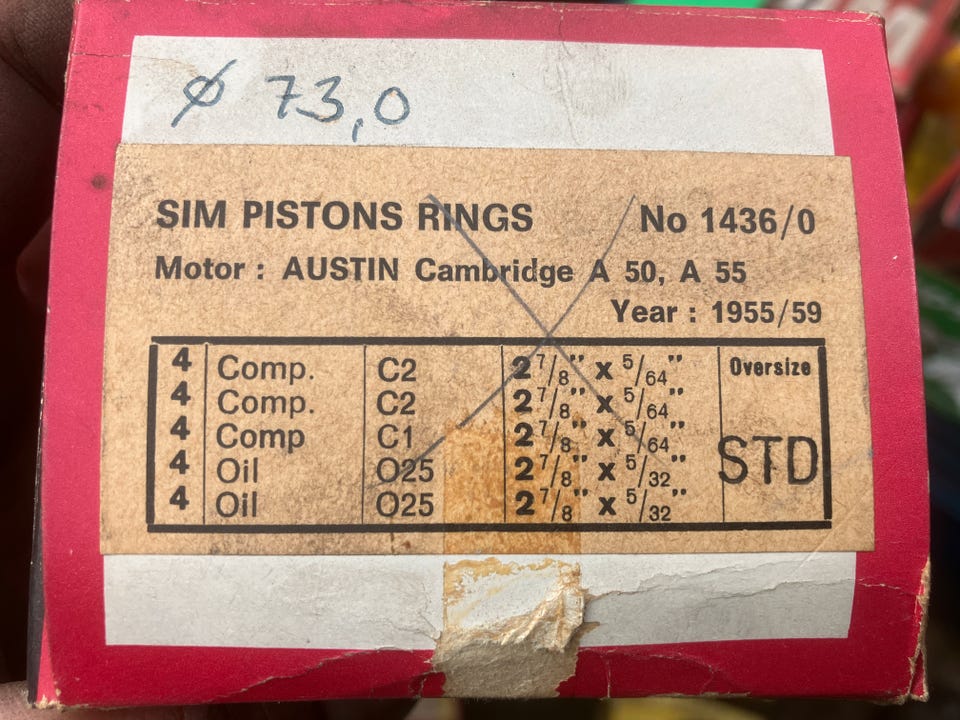 ø 73,0
SIM PISTONS RINGS No 1436/0
Motor : AUSTIN Cambridge A 50, A 55
Year : 1955/59
4 Comp. C2 2 7/8" x 5/64" Oversize
4 Comp. C2 2 7/8" x 5/64"
4 Comp C1 2 7/8" x 5/64" STD
4 Oil O25 2 7/8" x 5/32"
4 Oil O25 2 7/8" x 5/32"